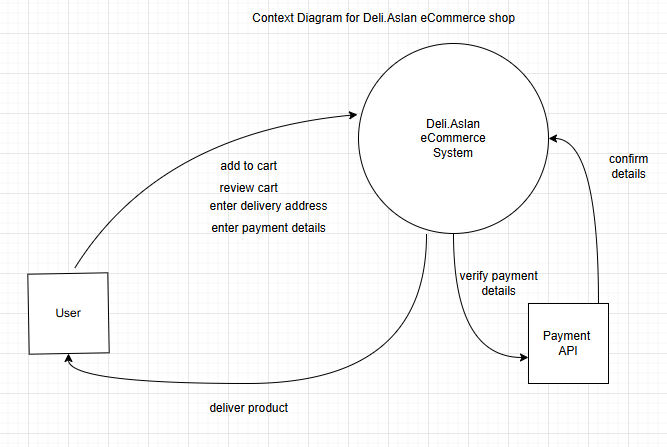 Context Diagram for Deli.Aslan eCommerce shop
Deli.Aslan
eCommerce
System
add to cart
review cart
enter delivery address
enter payment details
confirm
details
verify payment
details
User
Payment
API
deliver product